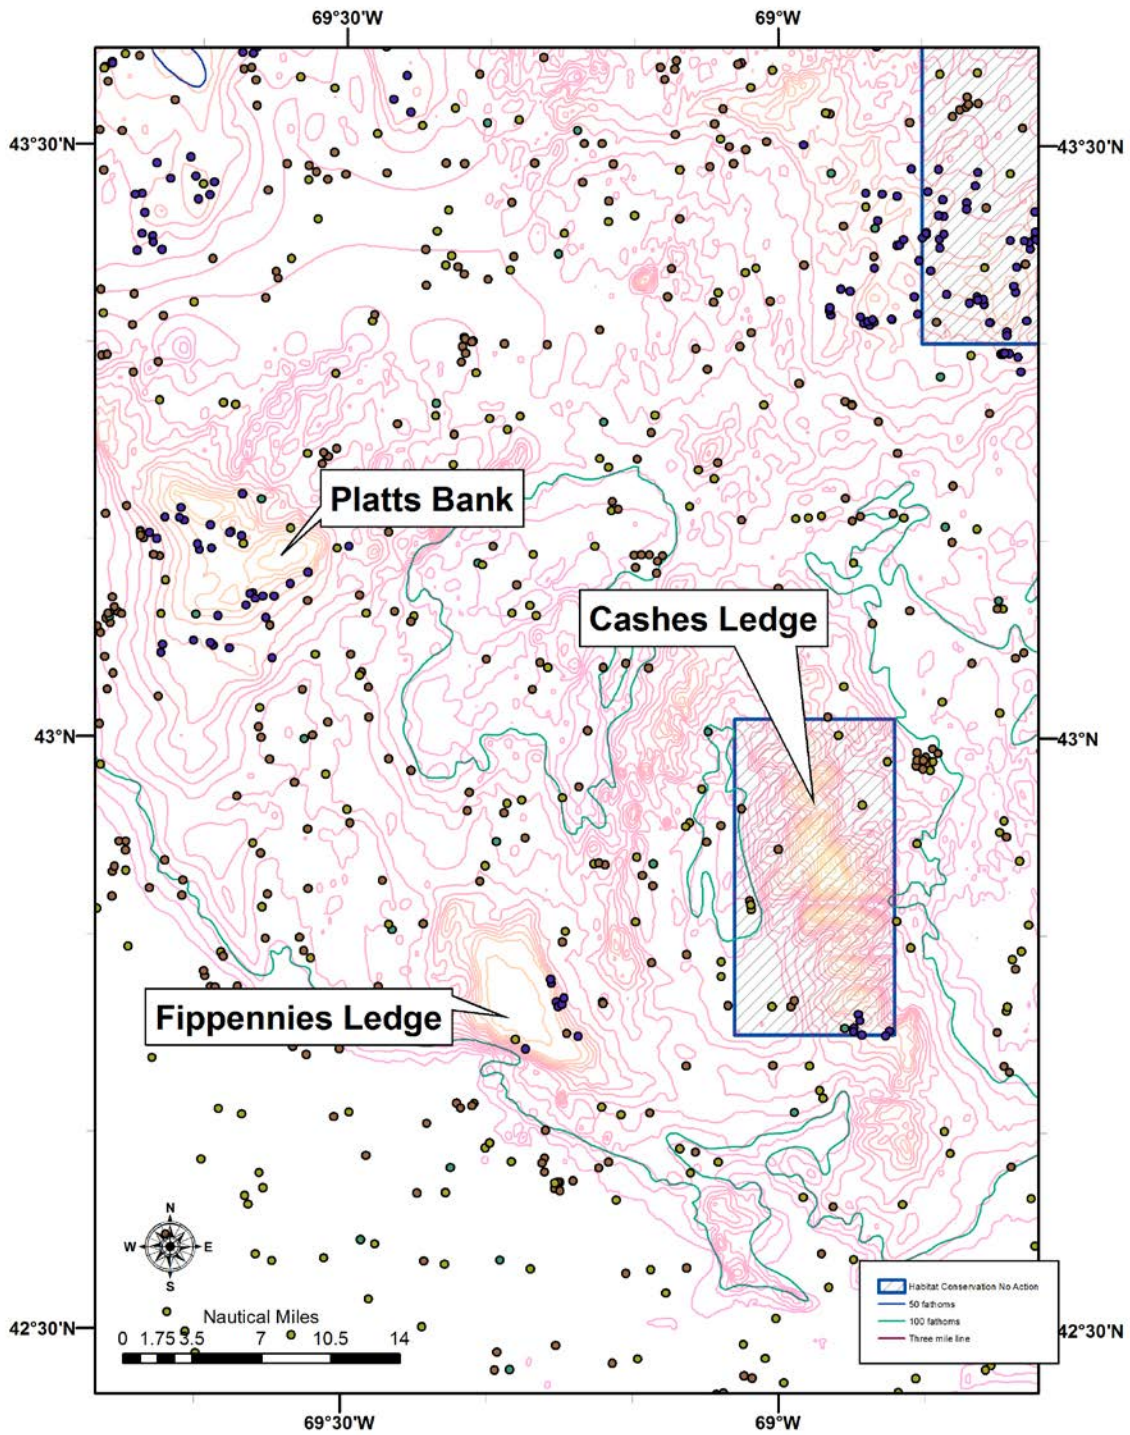 69°30'W 69°W
43°30'N 43°30'N
Platts Bank
Cashes Ledge
43°N 43°N
Fippennies Ledge
N
W E
S
Nautical Miles
0 1.75 3.5 7 10.5 14
Habitat Conservation No Action
50 fathoms
100 fathoms
Three mile line
42°30'N 42°30'N
69°30'W 69°W